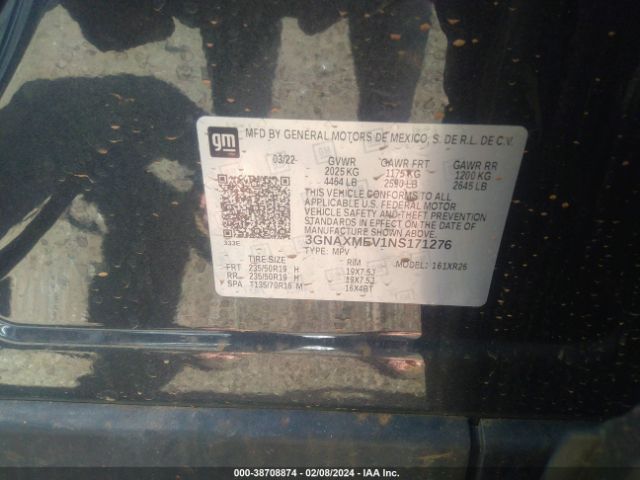 gm
MFD BY GENERAL MOTORS DE MEXICO, S. DE R.L. DE C.V.
03/22 GVWR GAWR FRT GAWR RR
2025 KG 1175 KG 1200 KG
4464 LB 2590 LB 2645 LB
THIS VEHICLE CONFORMS TO ALL
APPLICABLE U.S. FEDERAL MOTOR
VEHICLE SAFETY AND THEFT PREVENTION
STANDARDS IN EFFECT ON THE DATE OF
MANUFACTURE SHOWN ABOVE.
333E 3GNAXMEV1NS171276
TYPE: MPV
TIRE SIZE RIM MODEL: 161XR26
FRT 235/50R19 H 19X7.5J
RR 235/50R19 H 19X7.5J
SPA T135/70R16 M 16X4BT
000-38708874 - 02/08/2024 - IAA Inc.